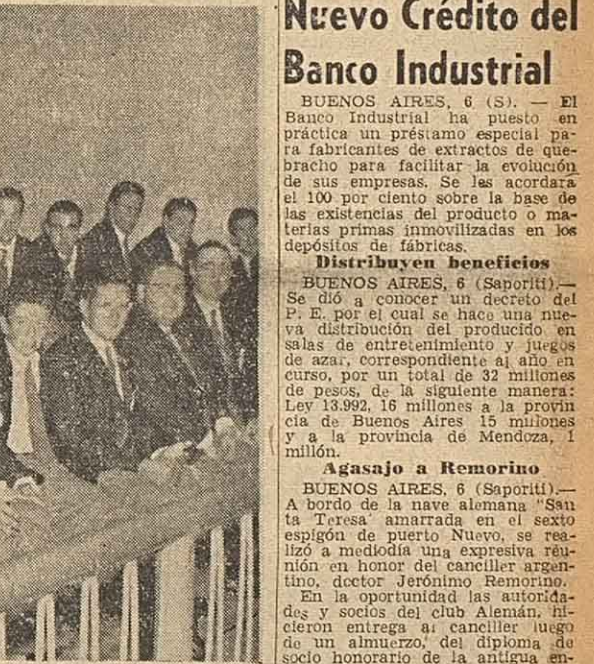 Nuevo Crédito del
Banco Industrial
BUENOS AIRES, 6 (S). — El
Banco Industrial ha puesto en
práctica un préstamo especial pa-
ra fabricantes de extractos de que-
bracho para facilitar la evolución
de sus empresas. Se les acordará
el 100 por ciento sobre la base de
las existencias del producto o ma-
terias primas inmovilizadas en los
depósitos de fábricas.
Distribuyen beneficios
BUENOS AIRES, 6 (Saporiti).—
Se dió a conocer un decreto del
P. E. por el cual se hace una nue-
va distribución del producido en
salas de entretenimiento y juegos
de azar, correspondiente al año en
curso, por un total de 32 millones
de pesos, de la siguiente manera:
Ley 13.992, 16 millones a la provin
cia de Buenos Aires 15 millones
y a la provincia de Mendoza, 1
millón.
Agasajo a Remorino
BUENOS AIRES, 6 (Saporiti).—
A bordo de la nave alemana "San
ta Teresa' amarrada en el sexto
espigón de puerto Nuevo, se rea-
lizó a mediodía una expresiva réu-
nión en honor del canciller argen-
tino, doctor Jerónimo Remorino.
En la oportunidad las autorida-
des y socios del club Alemán, hi-
cieron entrega al canciller luego
de un almuerzo, del diploma de
socio honorario de la antigua en-